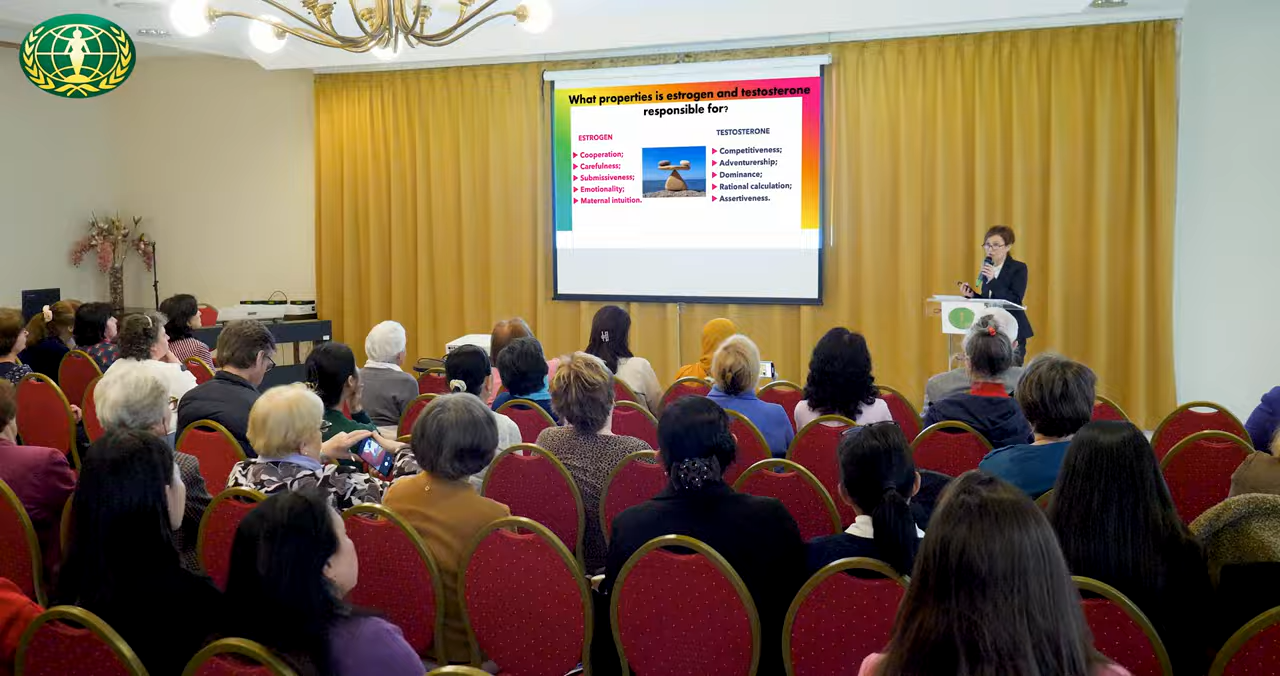 What properties is estrogen and testosterone
responsible for?
ESTROGEN
Cooperation;
Carefulness;
Submissiveness;
Emotionality;
Maternal intuition.
TESTOSTERONE
Competitiveness;
Adventurership;
Dominance;
Rational calculation;
Assertiveness.